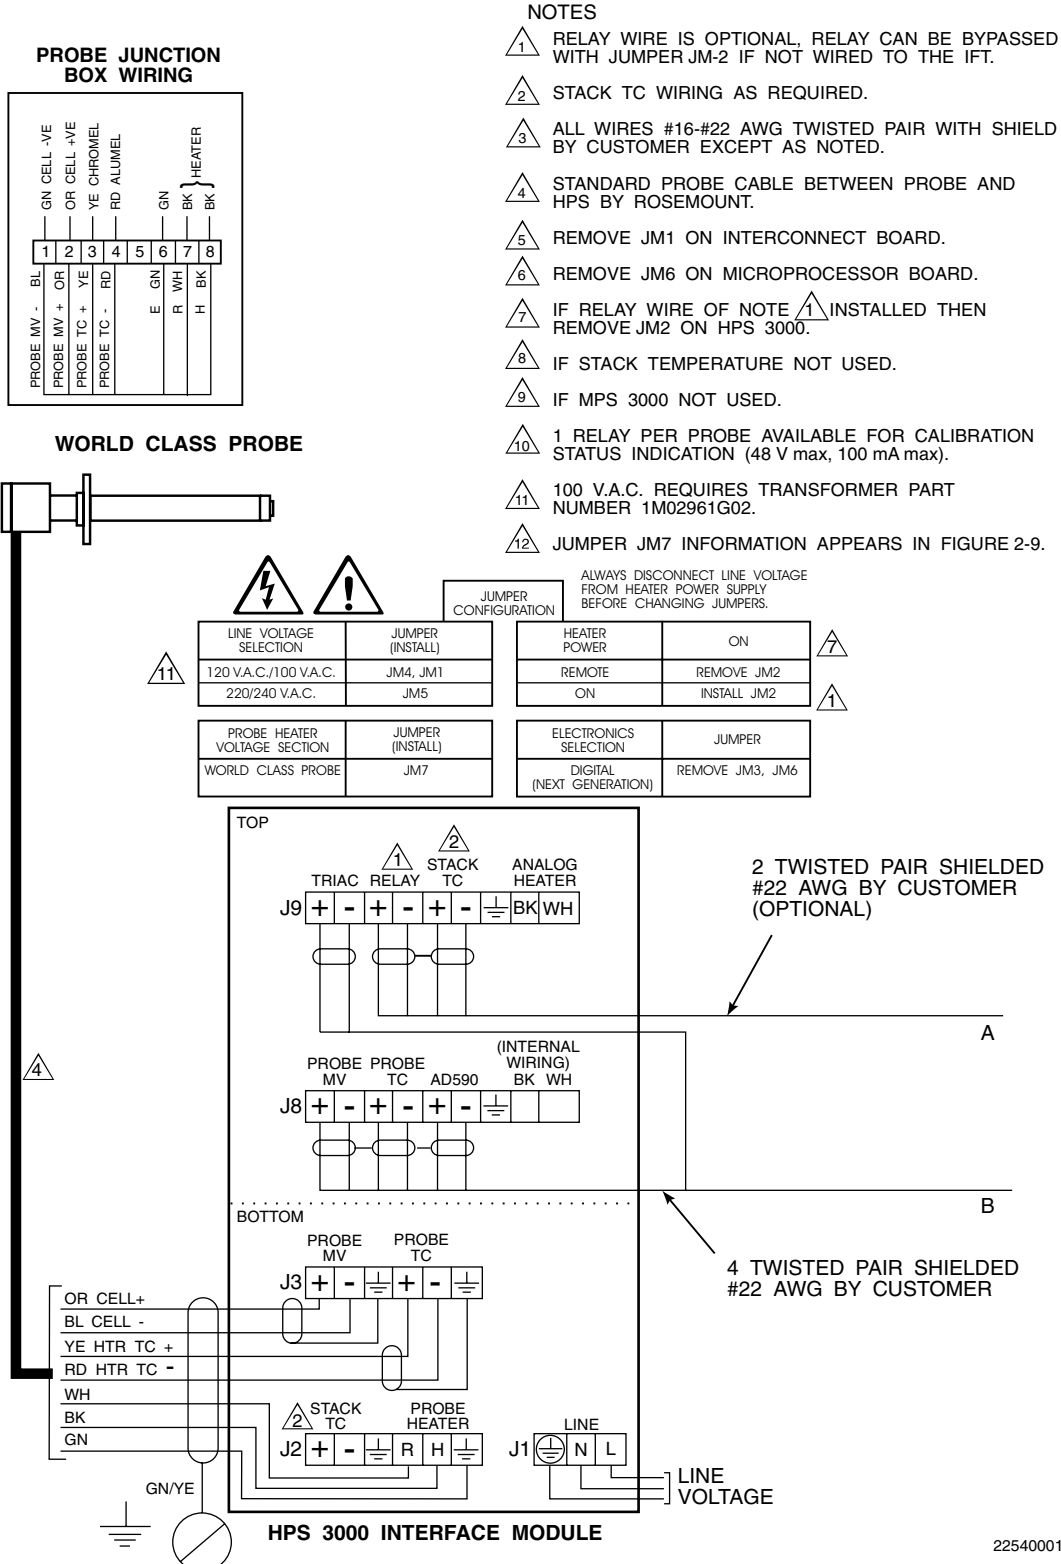 NOTES
1 RELAY WIRE IS OPTIONAL, RELAY CAN BE BYPASSED
WITH JUMPER JM-2 IF NOT WIRED TO THE IFT.
2 STACK TC WIRING AS REQUIRED.
3 ALL WIRES #16-#22 AWG TWISTED PAIR WITH SHIELD
BY CUSTOMER EXCEPT AS NOTED.
4 STANDARD PROBE CABLE BETWEEN PROBE AND
HPS BY ROSEMOUNT.
5 REMOVE JM1 ON INTERCONNECT BOARD.
6 REMOVE JM6 ON MICROPROCESSOR BOARD.
7 IF RELAY WIRE OF NOTE 1 INSTALLED THEN
REMOVE JM2 ON HPS 3000.
8 IF STACK TEMPERATURE NOT USED.
9 IF MPS 3000 NOT USED.
10 1 RELAY PER PROBE AVAILABLE FOR CALIBRATION
STATUS INDICATION (48 V max, 100 mA max).
11 100 V.A.C. REQUIRES TRANSFORMER PART
NUMBER 1M02961G02.
12 JUMPER JM7 INFORMATION APPEARS IN FIGURE 2-9.
PROBE JUNCTION
BOX WIRING
GN CELL -VE
OR CELL +VE
YE CHROMEL
RD ALUMEL
GN
BK
HEATER
BK
1 2 3 4 5 6 7 8
PROBE MV - BL
PROBE MV + OR
PROBE TC + YE
PROBE TC - RD
E GN
R WH
H BK
WORLD CLASS PROBE
JUMPER
CONFIGURATION
ALWAYS DISCONNECT LINE VOLTAGE
FROM HEATER POWER SUPPLY
BEFORE CHANGING JUMPERS.
LINE VOLTAGE
SELECTION
JUMPER
(INSTALL)
11
120 V.A.C./100 V.A.C.
JM4, JM1
220/240 V.A.C.
JM5
HEATER
POWER
ON
7
REMOTE
REMOVE JM2
ON
INSTALL JM2
1
PROBE HEATER
VOLTAGE SECTION
JUMPER
(INSTALL)
WORLD CLASS PROBE
JM7
ELECTRONICS
SELECTION
JUMPER
DIGITAL
(NEXT GENERATION)
REMOVE JM3, JM6
TOP
1
2
TRIAC
RELAY
STACK
TC
ANALOG
HEATER
J9 + - + - + - BK WH
2 TWISTED PAIR SHIELDED
#22 AWG BY CUSTOMER
(OPTIONAL)
A
4
PROBE
MV
PROBE
TC
AD590
(INTERNAL
WIRING)
BK WH
J8 + - + - + -
B
BOTTOM
4 TWISTED PAIR SHIELDED
#22 AWG BY CUSTOMER
PROBE
MV
PROBE
TC
J3 + - + -
OR CELL+
BL CELL -
YE HTR TC +
RD HTR TC -
WH
BK
GN
2
STACK
TC
PROBE
HEATER
J2 + - R H
LINE
J1 N L
LINE
VOLTAGE
GN/YE
HPS 3000 INTERFACE MODULE
22540001